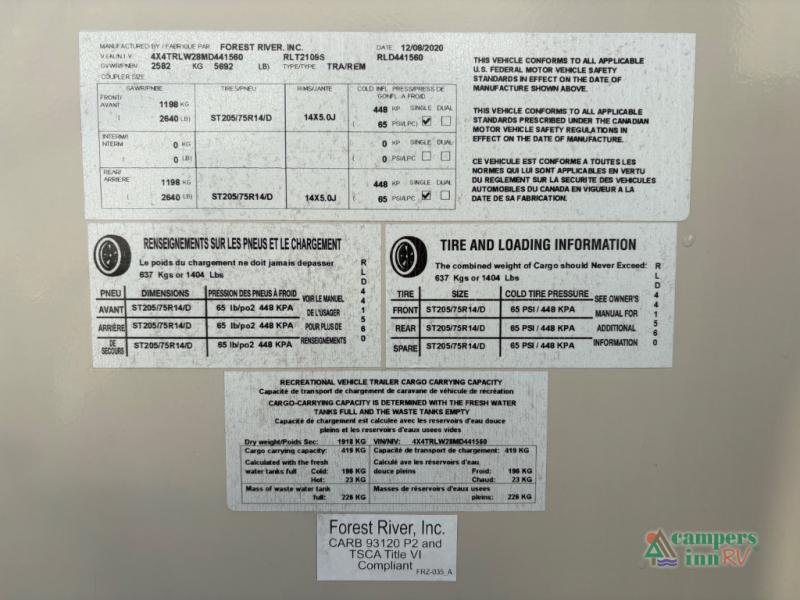 MANUFACTURED BY / FABRIQUE PAR FOREST RIVER, INC. DATE 12/08/2020
V.I.N./N.I.V. 4X4TRLW28MD441560 RLT2109S RLD441560
GVWR/PNBV 2582 KG 5692 LB) TYPE/TYPE: TRA/REM
COUPLER SIZE
GAWR/PNBE TIRES/PNEU RIMS/JANTE COLD INFL PRESS/PRESS DE GONFL A FROID
FRONT/
AVANT 1198 KG 448 KP SINGLE DUAL
( 2640 LB) ST205/75R14/D 14X5.0J ( 65 PSI/LPC)
INTERM/
INTERM 0 KG 0 KP SINGLE DUAL
( 0 LB) ( 0 PSI/LPC
REAR/
ARRIERE 1198 KG 448 KP SINGLE DUAL
( 2640 LB) ST205/75R14/D 14X5.0J ( 65 PSI/LPC
THIS VEHICLE CONFORMS TO ALL APPLICABLE
U.S. FEDERAL MOTOR VEHICLE SAFETY
STANDARDS IN EFFECT ON THE DATE OF
MANUFACTURE SHOWN ABOVE.
THIS VEHICLE CONFORMS TO ALL APPLICABLE
STANDARDS PRESCRIBED UNDER THE CANADIAN
MOTOR VEHICLE SAFETY REGULATIONS IN
EFFECT ON THE DATE OF MANUFACTURE.
CE VEHICULE EST CONFORME A TOUTES LES
NORMES QUI LUI SONT APPLICABLES EN VERTU
DU REGLEMENT SUR LA SECURITE DES VEHICULES
AUTOMOBILES DU CANADA EN VIGUEUR A LA
DATE DE SA FABRICATION.
RENSEIGNEMENTS SUR LES PNEUS ET LE CHARGEMENT
Le poids du chargement ne doit jamais depasser
637 Kgs or 1404 Lbs
PNEU DIMENSIONS PRESSION DES PNEUS À FROID
AVANT ST205/75R14/D 65 lb/po2 448 KPA
ARRIÈRE ST205/75R14/D 65 lb/po2 448 KPA
DE SECOURS ST205/75R14/D 65 lb/po2 448 KPA
VOIR LE MANUEL
DE L'USAGER
POUR PLUS DE
RENSEIGNEMENTS
RLD441560
TIRE AND LOADING INFORMATION
The combined weight of Cargo should Never Exceed:
637 Kgs or 1404 Lbs
TIRE SIZE COLD TIRE PRESSURE
FRONT ST205/75R14/D 65 PSI / 448 KPA
REAR ST205/75R14/D 65 PSI / 448 KPA
SPARE ST205/75R14/D 65 PSI / 448 KPA
SEE OWNER'S
MANUAL FOR
ADDITIONAL
INFORMATION
RLD441560
RECREATIONAL VEHICLE TRAILER CARGO CARRYING CAPACITY
Capacité de transport de chargement de caravane de véhicule de récréation
CARGO-CARRYING CAPACITY IS DETERMINED WITH THE FRESH WATER
TANKS FULL AND THE WASTE TANKS EMPTY
Capacité de chargement est calculee avec les reservoirs d'eau douce
pleins et les reservoirs d'eaux usees vides
Dry weight/Poids Sec: 1918 KG VIN/NIV: 4X4TRLW28MD441560
Cargo carrying capacity: 419 KG Capacité de transport de chargement: 419 KG
Calculated with the fresh Calculé ave les réservoirs d'eau
water tanks full Cold: 196 KG douce pleins Froid: 196 KG
Hot: 23 KG Chaud: 23 KG
Mass of waste water tank Masses de réservoirs d'eaux usées
full: 226 KG pleins: 226 KG
Forest River, Inc.
CARB 93120 P2 and
TSCA Title VI
Compliant
FRZ-035_A
campers
inn RV